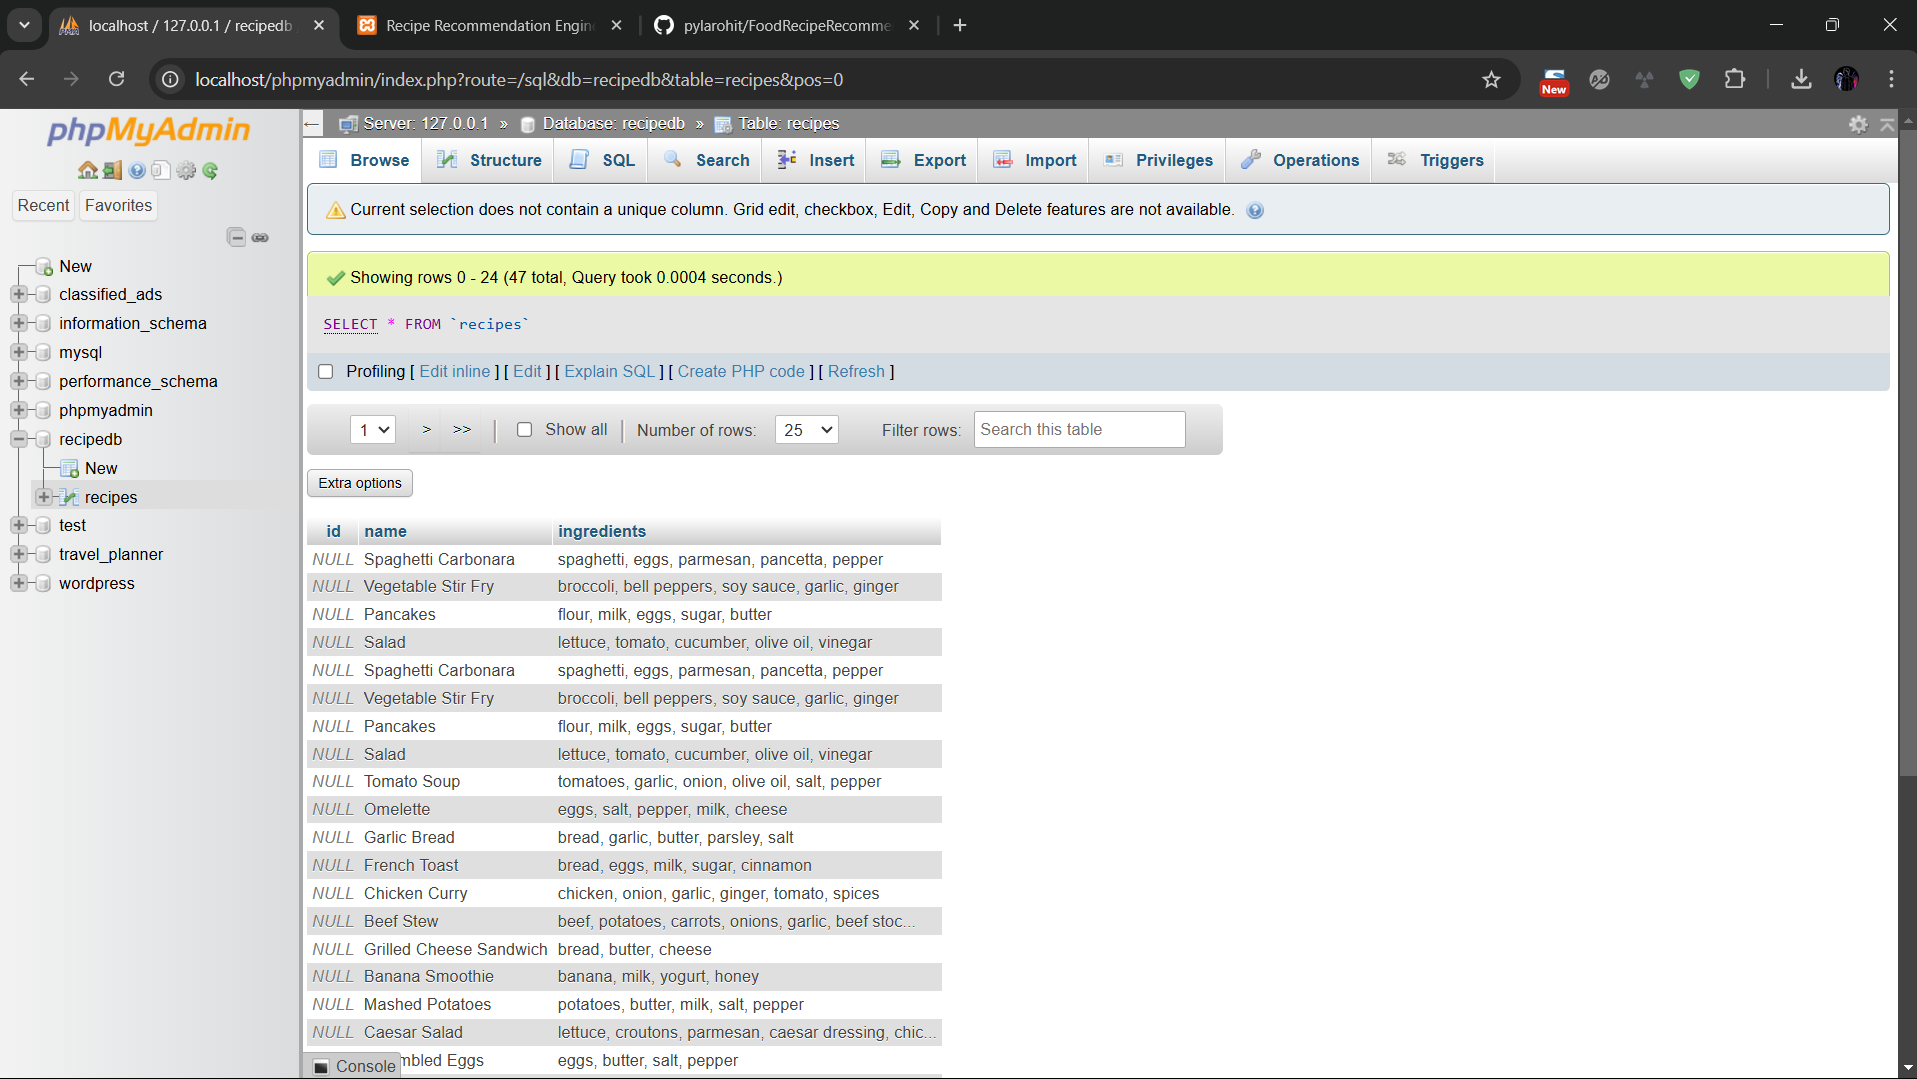 localhost / 127.0.0.1 / recipedb
Recipe Recommendation Engin
pylarohit/FoodRecipeRecomme
localhost/phpmyadmin/index.php?route=/sql&db=recipedb&table=recipes&pos=0
New
phpMyAdmin
Recent
Favorites
New
classified_ads
information_schema
mysql
performance_schema
phpmyadmin
recipedb
New
recipes
test
travel_planner
wordpress
← Server: 127.0.0.1 » Database: recipedb » Table: recipes
Browse Structure SQL Search Insert Export Import Privileges Operations Triggers
Current selection does not contain a unique column. Grid edit, checkbox, Edit, Copy and Delete features are not available.
Showing rows 0 - 24 (47 total, Query took 0.0004 seconds.)
SELECT * FROM `recipes`
Profiling [ Edit inline ] [ Edit ] [ Explain SQL ] [ Create PHP code ] [ Refresh ]
1 > >> | Show all | Number of rows: 25 Filter rows: Search this table
Extra options
id name ingredients
NULL Spaghetti Carbonara spaghetti, eggs, parmesan, pancetta, pepper
NULL Vegetable Stir Fry broccoli, bell peppers, soy sauce, garlic, ginger
NULL Pancakes flour, milk, eggs, sugar, butter
NULL Salad lettuce, tomato, cucumber, olive oil, vinegar
NULL Spaghetti Carbonara spaghetti, eggs, parmesan, pancetta, pepper
NULL Vegetable Stir Fry broccoli, bell peppers, soy sauce, garlic, ginger
NULL Pancakes flour, milk, eggs, sugar, butter
NULL Salad lettuce, tomato, cucumber, olive oil, vinegar
NULL Tomato Soup tomatoes, garlic, onion, olive oil, salt, pepper
NULL Omelette eggs, salt, pepper, milk, cheese
NULL Garlic Bread bread, garlic, butter, parsley, salt
NULL French Toast bread, eggs, milk, sugar, cinnamon
NULL Chicken Curry chicken, onion, garlic, ginger, tomato, spices
NULL Beef Stew beef, potatoes, carrots, onions, garlic, beef stoc...
NULL Grilled Cheese Sandwich bread, butter, cheese
NULL Banana Smoothie banana, milk, yogurt, honey
NULL Mashed Potatoes potatoes, butter, milk, salt, pepper
NULL Caesar Salad lettuce, croutons, parmesan, caesar dressing, chic...
mbled Eggs eggs, butter, salt, pepper
Console